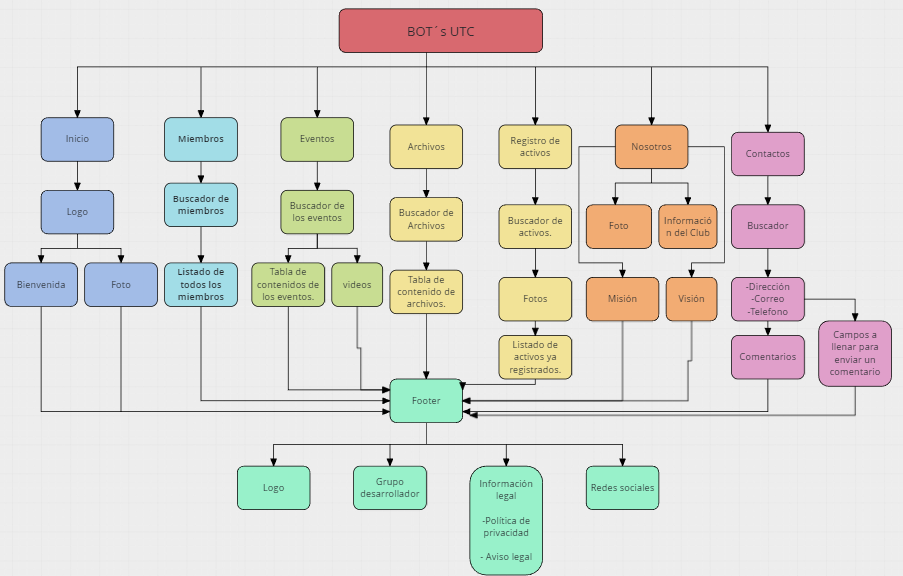 BOT´s UTC
Inicio
Miembros
Eventos
Archivos
Registro de
activos
Nosotros
Contactos
Logo
Buscador de
miembros
Buscador de
los eventos
Buscador de
Archivos
Buscador de
activos.
Foto
Informació
n del Club
Buscador
Bienvenida
Foto
Listado de
todos los
miembros
Tabla de
contenidos de
los eventos.
videos
Tabla de
contenido de
archivos.
Fotos
Misión
Visión
-Dirección
-Correo
-Telefono
Listado de
activos ya
registrados.
Comentarios
Campos a
llenar para
enviar un
comentario
Footer
Logo
Grupo
desarrollador
Información
legal
-Política de
privacidad
- Aviso legal
Redes sociales